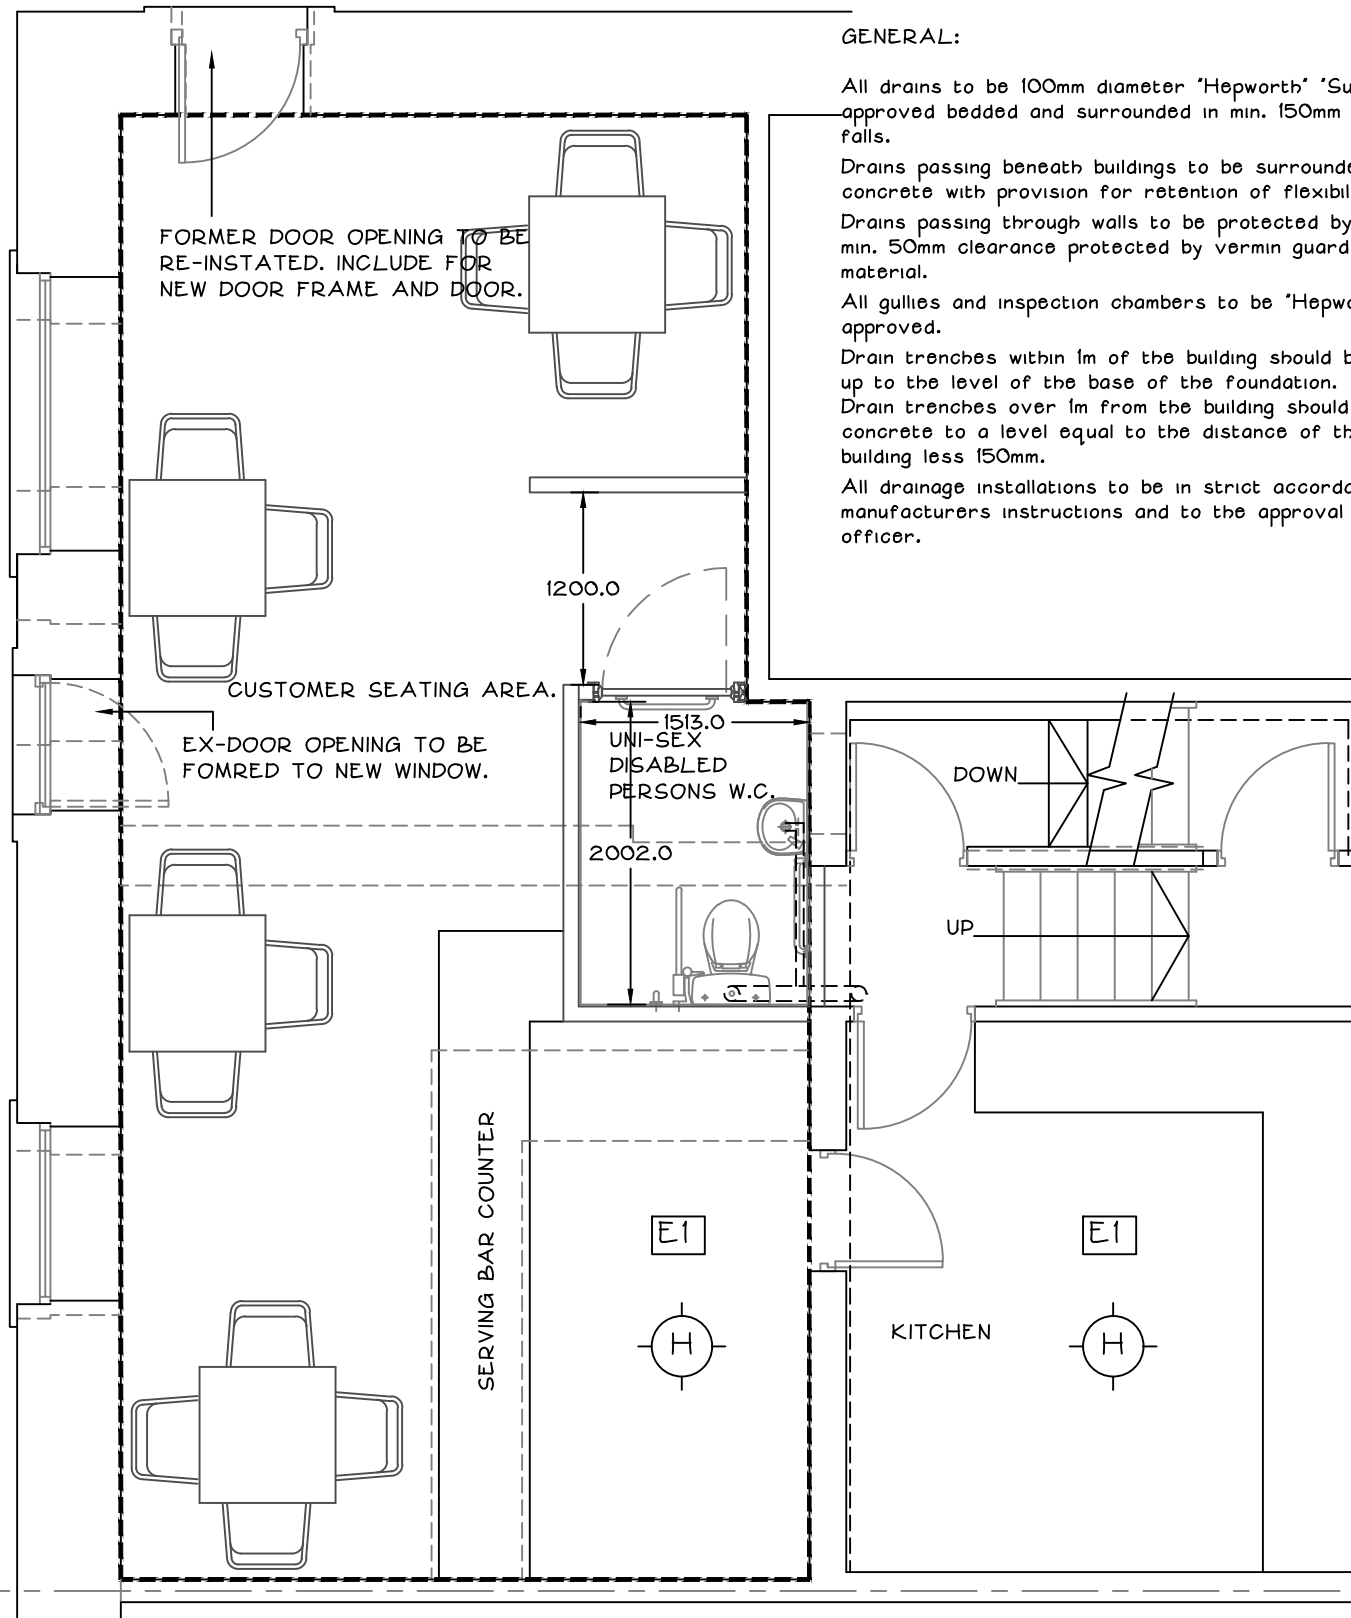 GENERAL:
All drains to be 100mm diameter "Hepworth" "Su
approved bedded and surrounded in min. 150mm
falls.
Drains passing beneath buildings to be surrounde
concrete with provision for retention of flexibil
Drains passing through walls to be protected by
min. 50mm clearance protected by vermin guard
material.
All gullies and inspection chambers to be "Hepwo
approved.
Drain trenches within 1m of the building should b
up to the level of the base of the foundation.
Drain trenches over 1m from the building should
concrete to a level equal to the distance of th
building less 150mm.
All drainage installations to be in strict accorda
manufacturers instructions and to the approval
officer.
FORMER DOOR OPENING TO BE
RE-INSTATED. INCLUDE FOR
NEW DOOR FRAME AND DOOR.
1200.0
CUSTOMER SEATING AREA.
EX-DOOR OPENING TO BE
FOMRED TO NEW WINDOW.
1513.0
UNI-SEX
DISABLED
PERSONS W.C.
2002.0
DOWN
UP
SERVING BAR COUNTER
E1
H
E1
KITCHEN
H